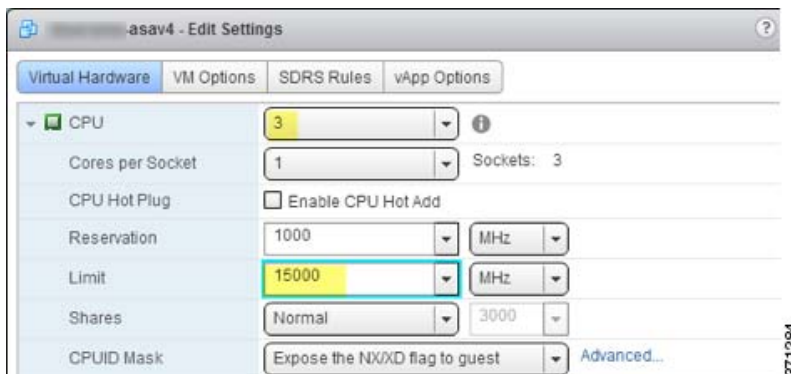 asav4 - Edit Settings ?
Virtual Hardware VM Options SDRS Rules vApp Options
CPU 3
Cores per Socket 1 Sockets: 3
CPU Hot Plug Enable CPU Hot Add
Reservation 1000 MHz
Limit 15000 MHz
Shares Normal 3000
CPUID Mask Expose the NX/XD flag to guest Advanced...